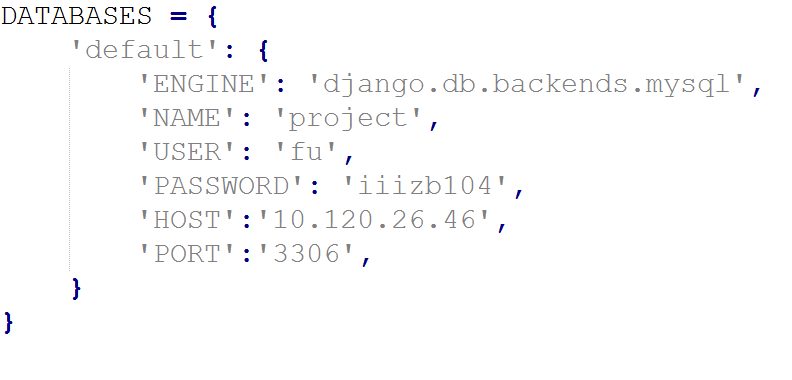 DATABASES = {
    'default': {
        'ENGINE': 'django.db.backends.mysql',
        'NAME': 'project',
        'USER': 'fu',
        'PASSWORD': 'iiizb104',
        'HOST':'10.120.26.46',
        'PORT':'3306',
    }
}